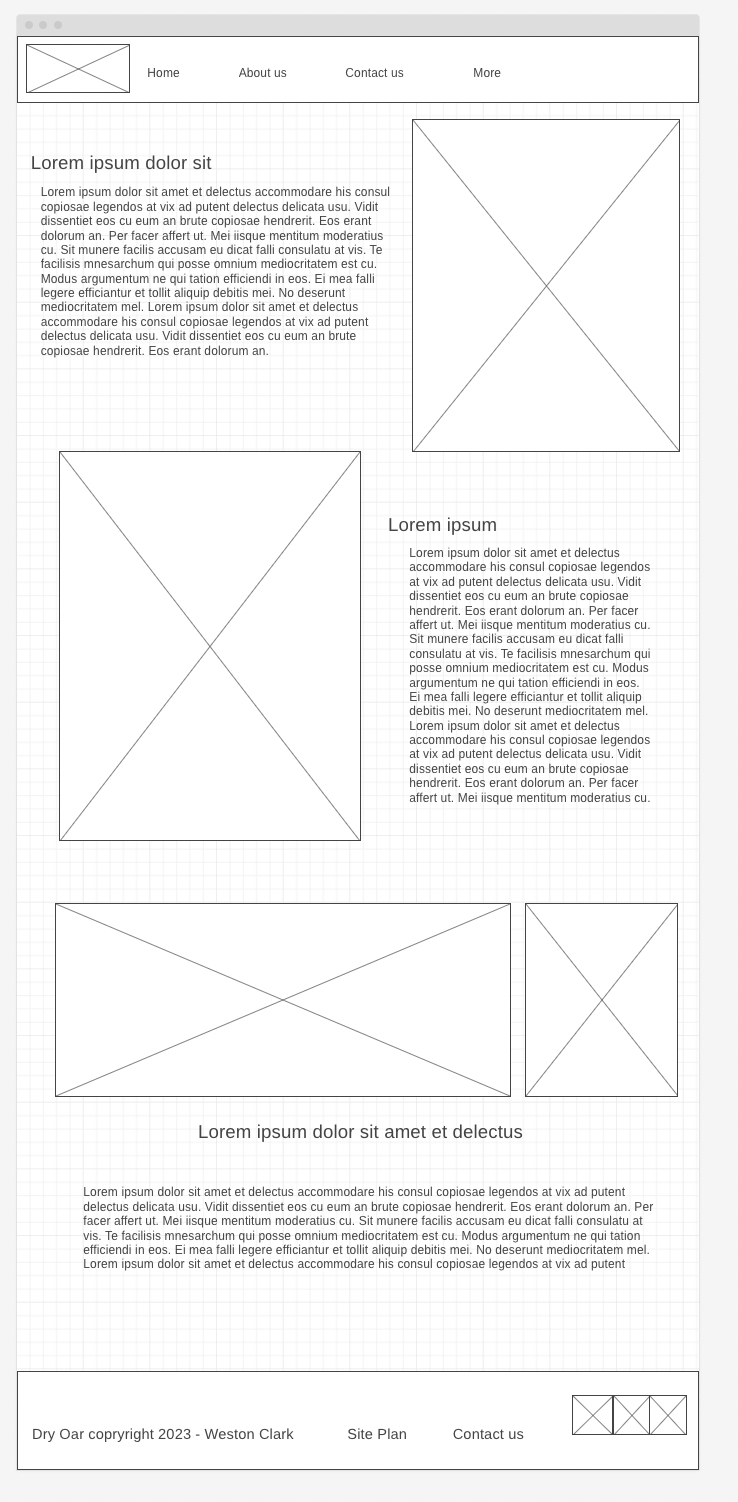 Home About us Contact us More
Lorem ipsum dolor sit
Lorem ipsum dolor sit amet et delectus accommodare his consul
copiosae legendos at vix ad putent delectus delicata usu. Vidit
dissentiet eos cu eum an brute copiosae hendrerit. Eos erant
dolorum an. Per facer affert ut. Mei iisque mentitum moderatius
cu. Sit munere facilis accusam eu dicat falli consulatu at vis. Te
facilisis mnesarchum qui posse omnium mediocritatem est cu.
Modus argumentum ne qui tation efficiendi in eos. Ei mea falli
legere efficiantur et tollit aliquip debitis mei. No deserunt
mediocritatem mel. Lorem ipsum dolor sit amet et delectus
accommodare his consul copiosae legendos at vix ad putent
delectus delicata usu. Vidit dissentiet eos cu eum an brute
copiosae hendrerit. Eos erant dolorum an.
Lorem ipsum
Lorem ipsum dolor sit amet et delectus
accommodare his consul copiosae legendos
at vix ad putent delectus delicata usu. Vidit
dissentiet eos cu eum an brute copiosae
hendrerit. Eos erant dolorum an. Per facer
affert ut. Mei iisque mentitum moderatius cu.
Sit munere facilis accusam eu dicat falli
consulatu at vis. Te facilisis mnesarchum qui
posse omnium mediocritatem est cu. Modus
argumentum ne qui tation efficiendi in eos.
Ei mea falli legere efficiantur et tollit aliquip
debitis mei. No deserunt mediocritatem mel.
Lorem ipsum dolor sit amet et delectus
accommodare his consul copiosae legendos
at vix ad putent delectus delicata usu. Vidit
dissentiet eos cu eum an brute copiosae
hendrerit. Eos erant dolorum an. Per facer
affert ut. Mei iisque mentitum moderatius cu.
Lorem ipsum dolor sit amet et delectus
Lorem ipsum dolor sit amet et delectus accommodare his consul copiosae legendos at vix ad putent
delectus delicata usu. Vidit dissentiet eos cu eum an brute copiosae hendrerit. Eos erant dolorum an. Per
facer affert ut. Mei iisque mentitum moderatius cu. Sit munere facilis accusam eu dicat falli consulatu at
vis. Te facilisis mnesarchum qui posse omnium mediocritatem est cu. Modus argumentum ne qui tation
efficiendi in eos. Ei mea falli legere efficiantur et tollit aliquip debitis mei. No deserunt mediocritatem mel.
Lorem ipsum dolor sit amet et delectus accommodare his consul copiosae legendos at vix ad putent
Dry Oar copryright 2023 - Weston Clark Site Plan Contact us